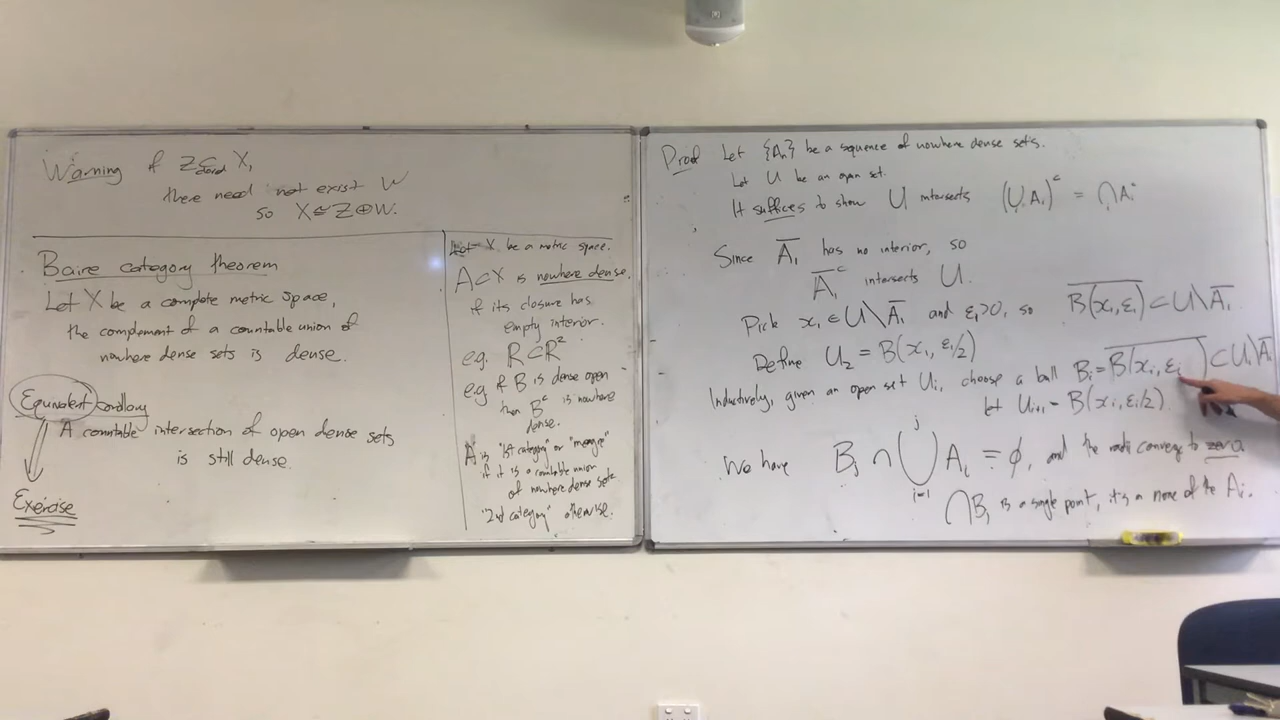 Warning if Z ⊂closed X,
there need not exist W
so X ≅ Z ⊕ W.
Baire category theorem
Let X be a complete metric space,
the complement of a countable union of
nowhere dense sets is dense.
Equivalent corollary
A countable intersection of open dense sets
is still dense.
Exercise
Let X be a metric space.
A⊂X is nowhere dense
if its closure has
empty interior.
eg. R⊂R²
eg if B is dense open
then Bᶜ is nowhere
dense.
A is "1st category" or "meagre"
if it is a countable union
of nowhere dense sets
"2nd category" otherwise.
Proof Let {Aₙ} be a sequence of nowhere dense sets.
Let U be an open set.
It suffices to show U intersects (∪Aᵢ)ᶜ = ∩Aᵢᶜ
Since A̅₁ has no interior, so
A̅₁ᶜ intersects U.
Pick x₁ ∈ U\A̅₁ and ε₁>0, so \overline{B(x₁, ε₁)} ⊂ U\A̅₁
Define U₂ = B(x₁, ε₁/2)
Inductively, given an open set Uᵢ, choose a ball Bᵢ = \overline{B(xᵢ, εᵢ)} ⊂ Uᵢ\A̅ᵢ
let Uᵢ₊₁ = B(xᵢ, εᵢ/2)
We have Bⱼ ∩ ⋃ᵢ₌₁ʲ Aᵢ = ∅, and the radii converge to zero
∩Bⱼ is a single point, it's a none of the Aᵢ.